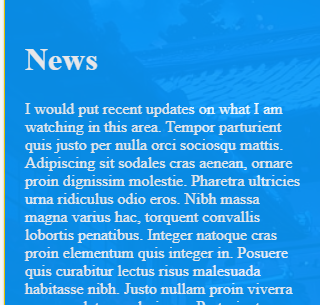 News
I would put recent updates on what I am
watching in this area. Tempor parturient
quis justo per nulla orci sociosqu mattis.
Adipiscing sit sodales cras aenean, ornare
proin dignissim molestie. Pharetra ultricies
urna ridiculus odio eros. Nibh massa
magna varius hac, torquent convallis
lobortis penatibus. Integer natoque cras
proin elementum quis integer in. Posuere
quis curabitur lectus risus malesuada
habitasse nibh. Justo nullam proin viverra